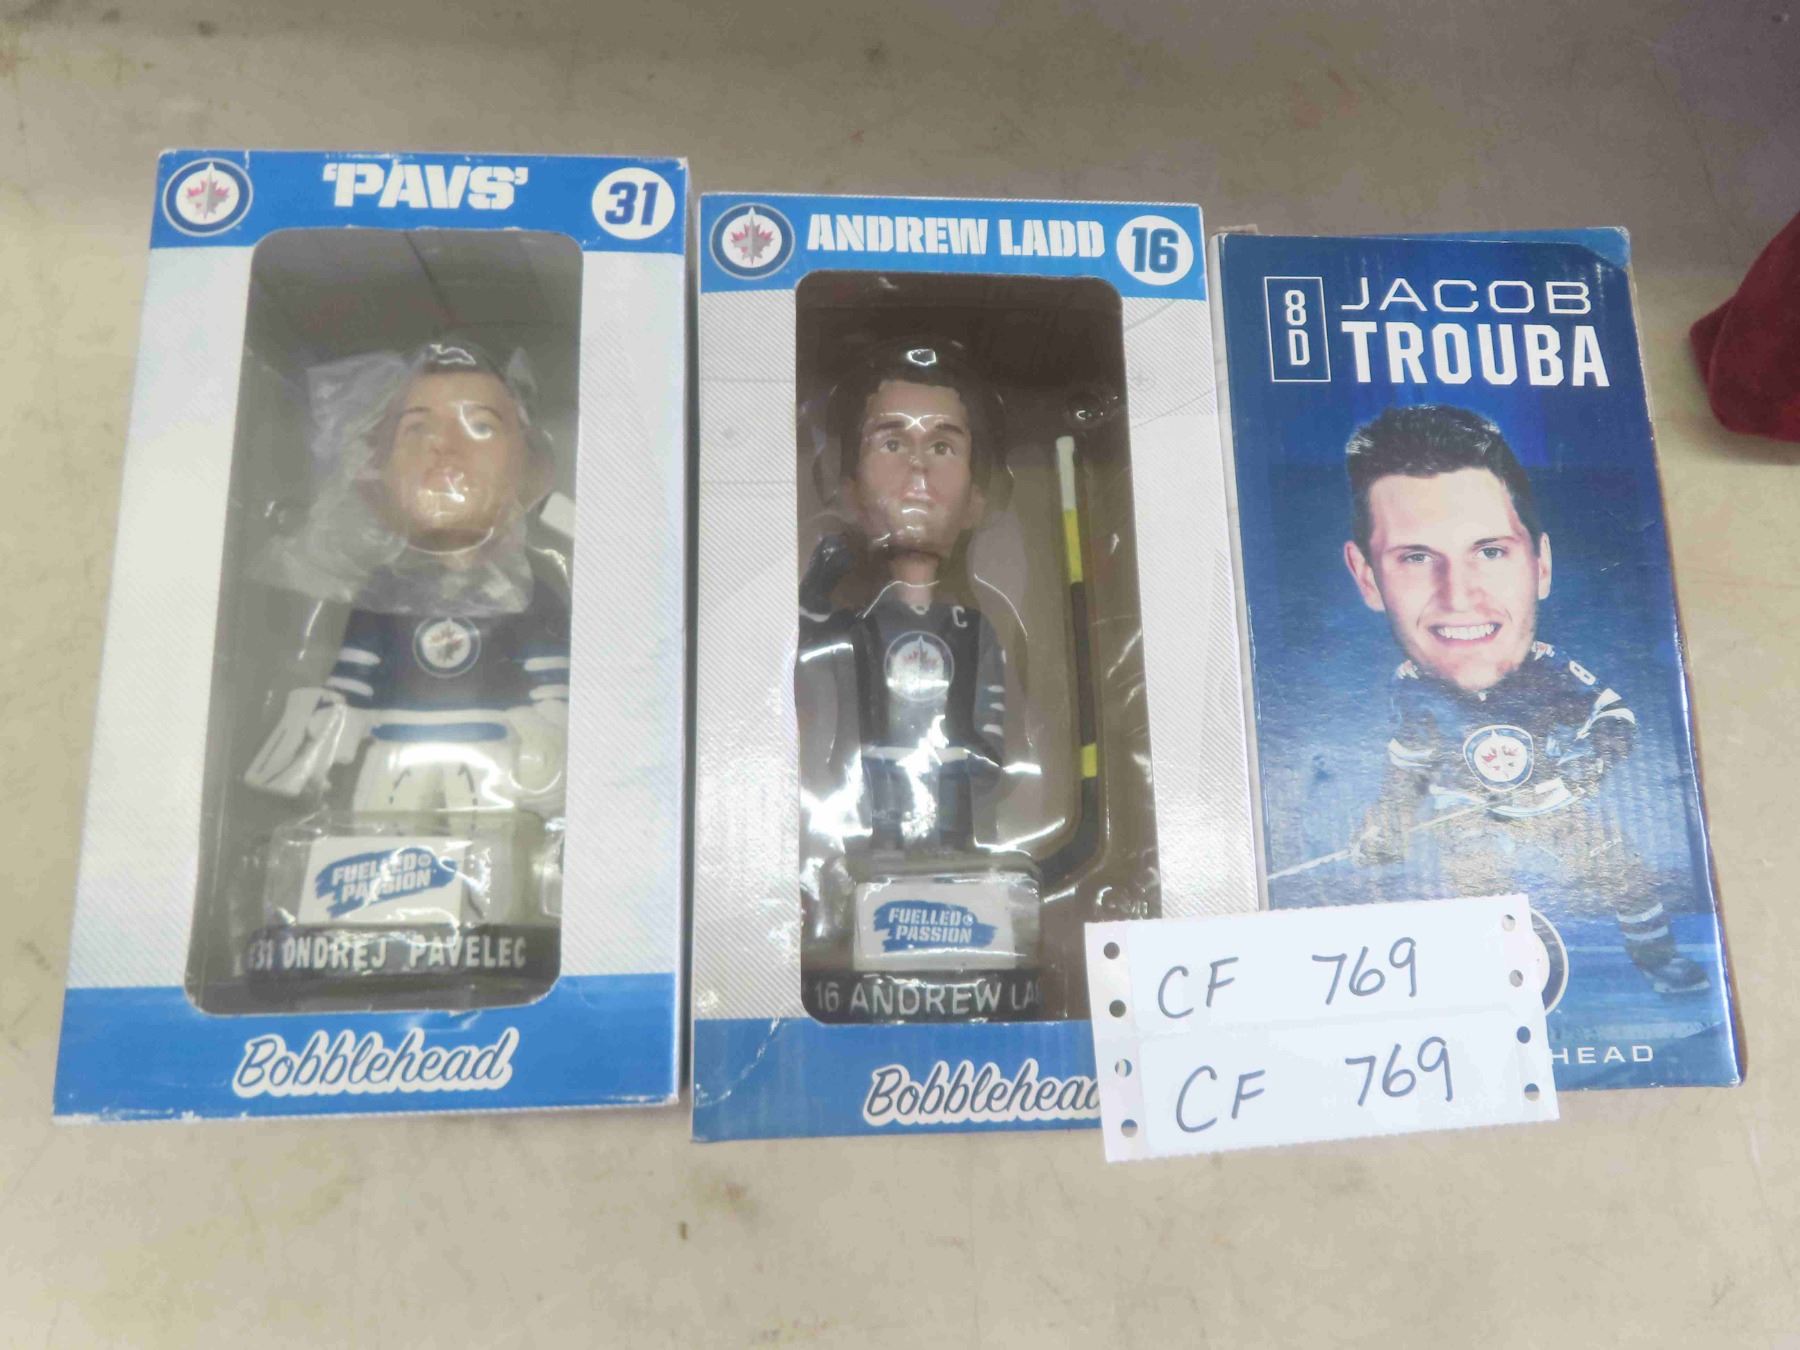 'PAVS'
31
FUELLED
PASSION
#31 ONDREJ PAVELEC
Bobblehead
ANDREW LADD
16
C
FUELLED
PASSION
16 ANDREW
Bobblehead
8
D
JACOB
TROUBA
8
HEAD
CF 769
CF 769